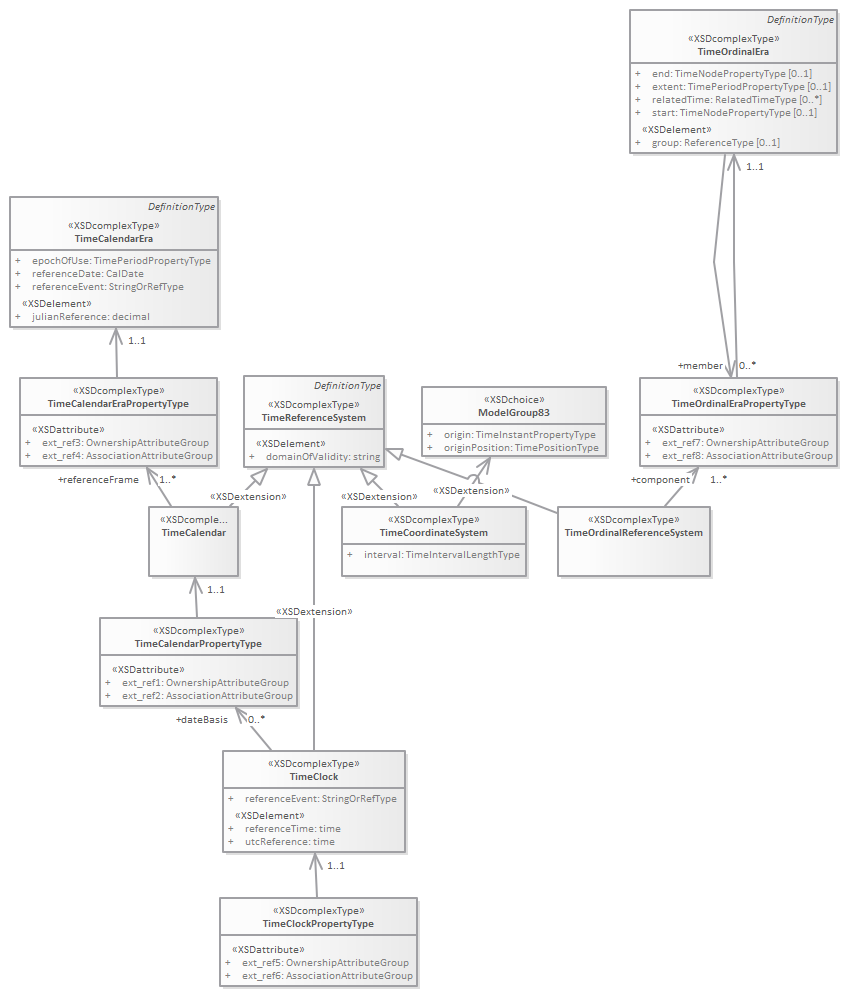 DefinitionType
«XSDcomplexType»
TimeOrdinalEra
+ end: TimeNodePropertyType [0..1]
+ extent: TimePeriodPropertyType [0..1]
+ relatedTime: RelatedTimeType [0..*]
+ start: TimeNodePropertyType [0..1]
«XSDelement»
+ group: ReferenceType [0..1]
1..1
DefinitionType
«XSDcomplexType»
TimeCalendarEra
+ epochOfUse: TimePeriodPropertyType
+ referenceDate: CalDate
+ referenceEvent: StringOrRefType
«XSDelement»
+ julianReference: decimal
1..1
+member 0..*
«XSDcomplexType»
TimeCalendarEraPropertyType
«XSDattribute»
+ ext_ref3: OwnershipAttributeGroup
+ ext_ref4: AssociationAttributeGroup
DefinitionType
«XSDcomplexType»
TimeReferenceSystem
«XSDelement»
+ domainOfValidity: string
«XSDchoice»
ModelGroup83
+ origin: TimeInstantPropertyType
+ originPosition: TimePositionType
«XSDcomplexType»
TimeOrdinalEraPropertyType
«XSDattribute»
+ ext_ref7: OwnershipAttributeGroup
+ ext_ref8: AssociationAttributeGroup
+referenceFrame 1..*
«XSDextension»
«XSDextension»
«XSDextension»
+component 1..*
«XSDcomple...
TimeCalendar
«XSDcomplexType»
TimeCoordinateSystem
+ interval: TimeIntervalLengthType
«XSDcomplexType»
TimeOrdinalReferenceSystem
1..1
«XSDextension»
«XSDcomplexType»
TimeCalendarPropertyType
«XSDattribute»
+ ext_ref1: OwnershipAttributeGroup
+ ext_ref2: AssociationAttributeGroup
+dateBasis 0..*
«XSDcomplexType»
TimeClock
+ referenceEvent: StringOrRefType
«XSDelement»
+ referenceTime: time
+ utcReference: time
1..1
«XSDcomplexType»
TimeClockPropertyType
«XSDattribute»
+ ext_ref5: OwnershipAttributeGroup
+ ext_ref6: AssociationAttributeGroup